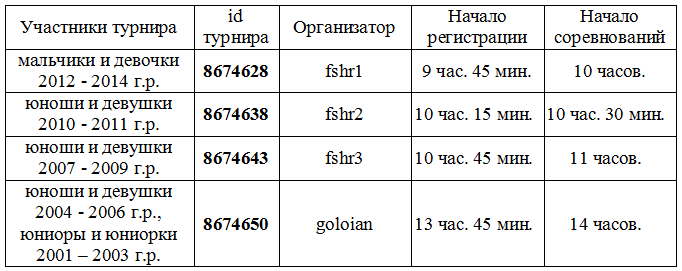 Участники турнира
id
турнира
Организатор
Начало
регистрации
Начало
соревнований
мальчики и девочки
2012 - 2014 г.р.
8674628
fshr1
9 час. 45 мин.
10 часов.
юноши и девушки
2010 - 2011 г.р.
8674638
fshr2
10 час. 15 мин.
10 час. 30 мин.
юноши и девушки
2007 - 2009 г.р.
8674643
fshr3
10 час. 45 мин.
11 часов.
юноши и девушки
2004 - 2006 г.р.,
юниоры и юниорки
2001 – 2003 г.р.
8674650
goloian
13 час. 45 мин.
14 часов.